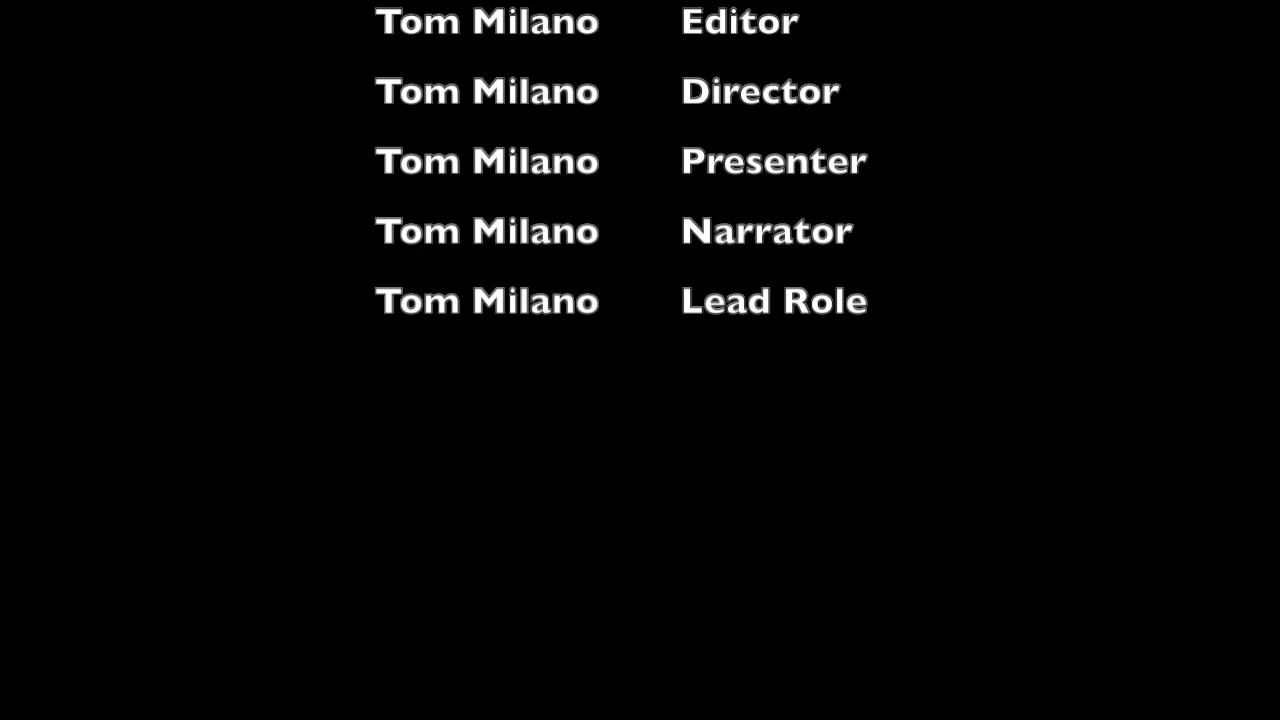 Tom Milano Editor
Tom Milano Director
Tom Milano Presenter
Tom Milano Narrator
Tom Milano Lead Role